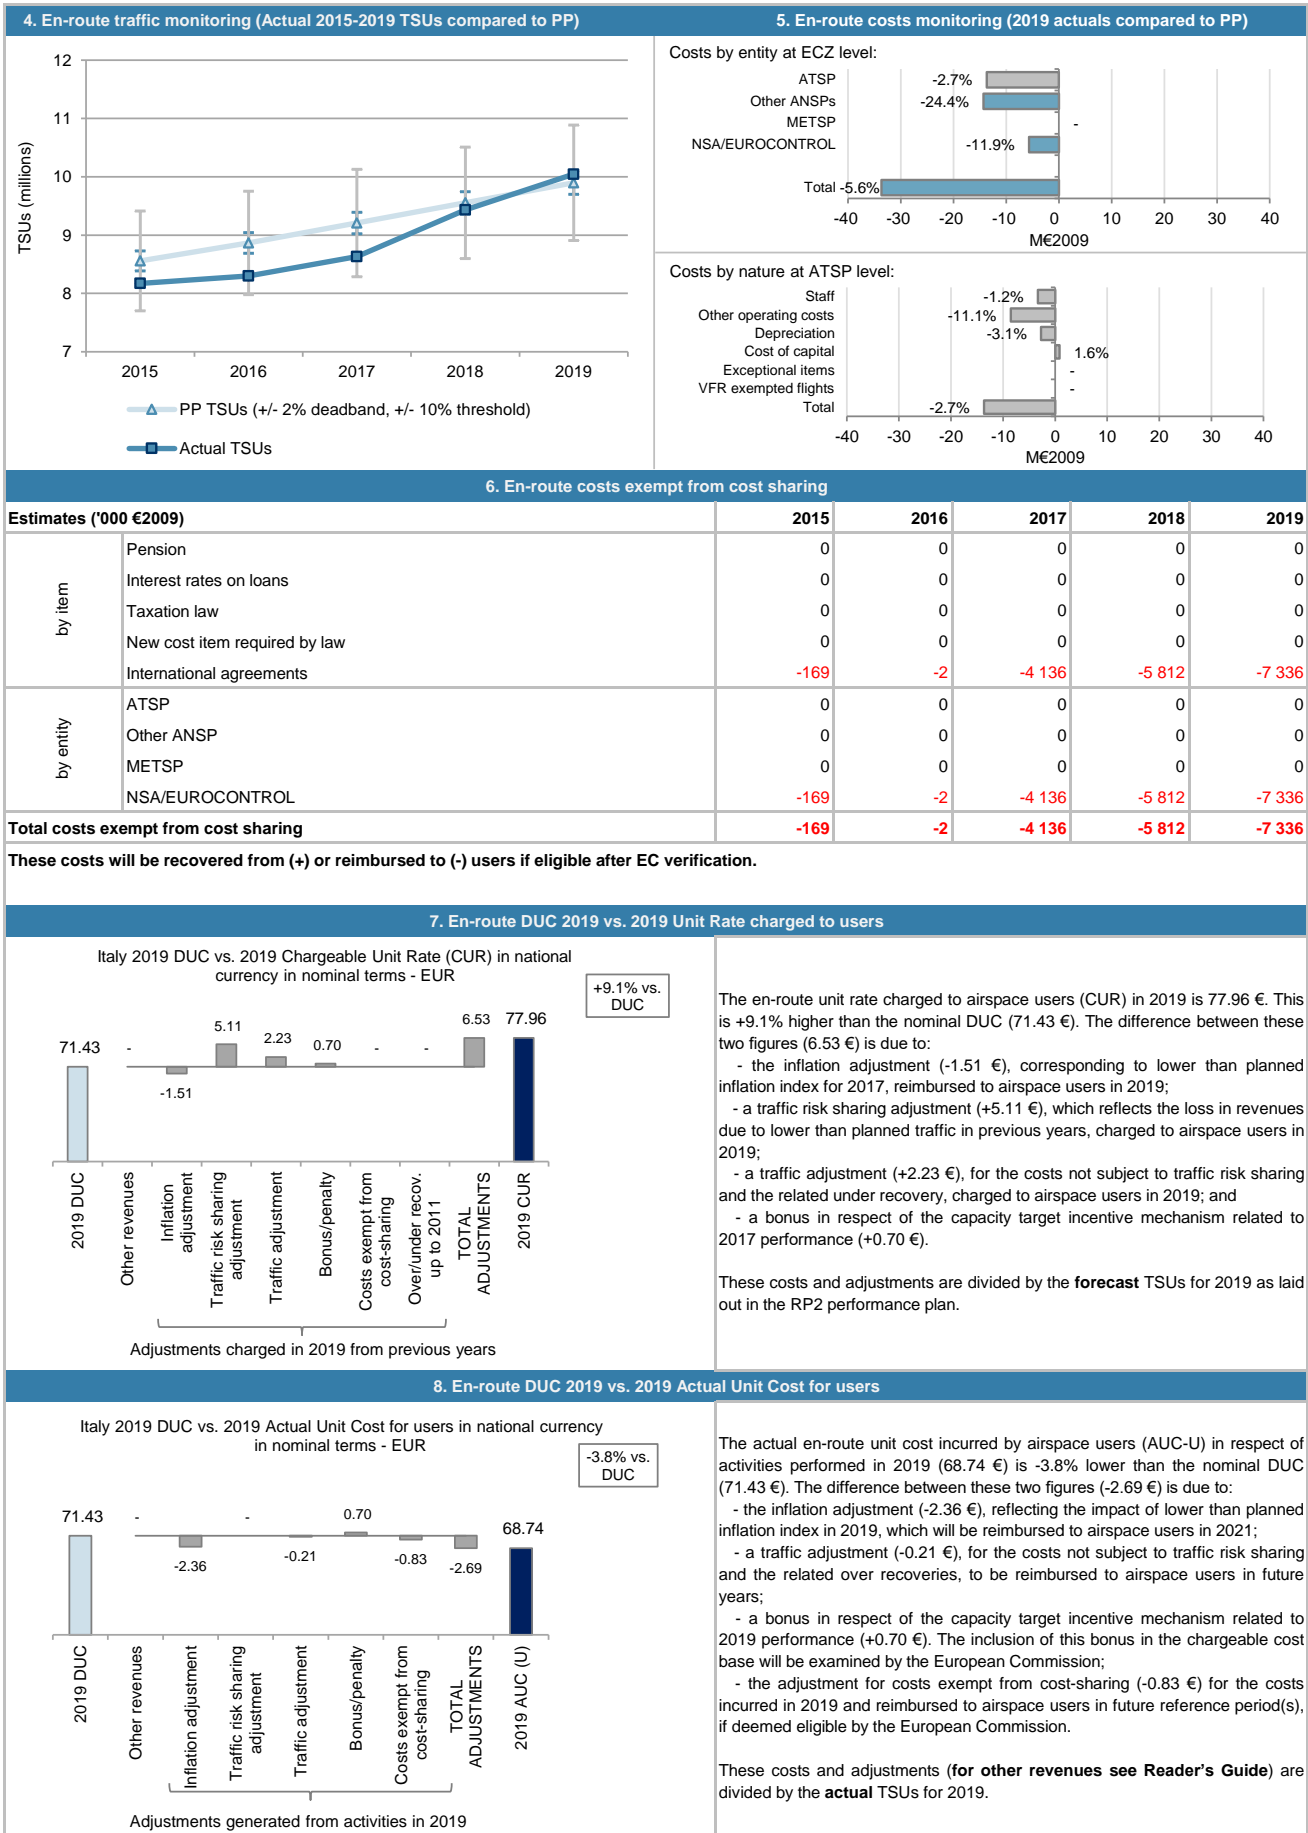 4. En-route traffic monitoring (Actual 2015-2019 TSUs compared to PP)
12
11
10
9
8
7
TSUs (millions)
2015 2016 2017 2018 2019
PP TSUs (+/- 2% deadband, +/- 10% threshold)
Actual TSUs
5. En-route costs monitoring (2019 actuals compared to PP)
Costs by entity at ECZ level:
ATSP -2.7%
Other ANSPs -24.4%
METSP -
NSA/EUROCONTROL -11.9%
Total -5.6%
-40 -30 -20 -10 0 10 20 30 40
M€2009
Costs by nature at ATSP level:
Staff -1.2%
Other operating costs -11.1%
Depreciation -3.1%
Cost of capital 1.6%
Exceptional items -
VFR exempted flights -
Total -2.7%
-40 -30 -20 -10 0 10 20 30 40
M€2009
6. En-route costs exempt from cost sharing
Estimates ('000 €2009) 2015 2016 2017 2018 2019
by item
Pension 0 0 0 0 0
Interest rates on loans 0 0 0 0 0
Taxation law 0 0 0 0 0
New cost item required by law 0 0 0 0 0
International agreements -169 -2 -4 136 -5 812 -7 336
by entity
ATSP 0 0 0 0 0
Other ANSP 0 0 0 0 0
METSP 0 0 0 0 0
NSA/EUROCONTROL -169 -2 -4 136 -5 812 -7 336
Total costs exempt from cost sharing -169 -2 -4 136 -5 812 -7 336
These costs will be recovered from (+) or reimbursed to (-) users if eligible after EC verification.
7. En-route DUC 2019 vs. 2019 Unit Rate charged to users
Italy 2019 DUC vs. 2019 Chargeable Unit Rate (CUR) in national
currency in nominal terms - EUR
+9.1% vs.
DUC
71.43 - -1.51 5.11 2.23 0.70 - - 6.53 77.96
2019 DUC
Other revenues
Inflation
adjustment
Traffic risk sharing
adjustment
Traffic adjustment
Bonus/penalty
Costs exempt from
cost-sharing
Over/under recov.
up to 2011
TOTAL
ADJUSTMENTS
2019 CUR
Adjustments charged in 2019 from previous years
The en-route unit rate charged to airspace users (CUR) in 2019 is 77.96 €. This
is +9.1% higher than the nominal DUC (71.43 €). The difference between these
two figures (6.53 €) is due to:
- the inflation adjustment (-1.51 €), corresponding to lower than planned
inflation index for 2017, reimbursed to airspace users in 2019;
- a traffic risk sharing adjustment (+5.11 €), which reflects the loss in revenues
due to lower than planned traffic in previous years, charged to airspace users in
2019;
- a traffic adjustment (+2.23 €), for the costs not subject to traffic risk sharing
and the related under recovery, charged to airspace users in 2019; and
- a bonus in respect of the capacity target incentive mechanism related to
2017 performance (+0.70 €).
These costs and adjustments are divided by the forecast TSUs for 2019 as laid
out in the RP2 performance plan.
8. En-route DUC 2019 vs. 2019 Actual Unit Cost for users
Italy 2019 DUC vs. 2019 Actual Unit Cost for users in national currency
in nominal terms - EUR
-3.8% vs.
DUC
71.43 - -2.36 - -0.21 0.70 -0.83 -2.69 68.74
2019 DUC
Other revenues
Inflation adjustment
Traffic risk sharing
adjustment
Traffic adjustment
Bonus/penalty
Costs exempt from
cost-sharing
TOTAL
ADJUSTMENTS
2019 AUC (U)
Adjustments generated from activities in 2019
The actual en-route unit cost incurred by airspace users (AUC-U) in respect of
activities performed in 2019 (68.74 €) is -3.8% lower than the nominal DUC
(71.43 €). The difference between these two figures (-2.69 €) is due to:
- the inflation adjustment (-2.36 €), reflecting the impact of lower than planned
inflation index in 2019, which will be reimbursed to airspace users in 2021;
- a traffic adjustment (-0.21 €), for the costs not subject to traffic risk sharing
and the related over recoveries, to be reimbursed to airspace users in future
years;
- a bonus in respect of the capacity target incentive mechanism related to
2019 performance (+0.70 €). The inclusion of this bonus in the chargeable cost
base will be examined by the European Commission;
- the adjustment for costs exempt from cost-sharing (-0.83 €) for the costs
incurred in 2019 and reimbursed to airspace users in future reference period(s),
if deemed eligible by the European Commission.
These costs and adjustments (for other revenues see Reader's Guide) are
divided by the actual TSUs for 2019.